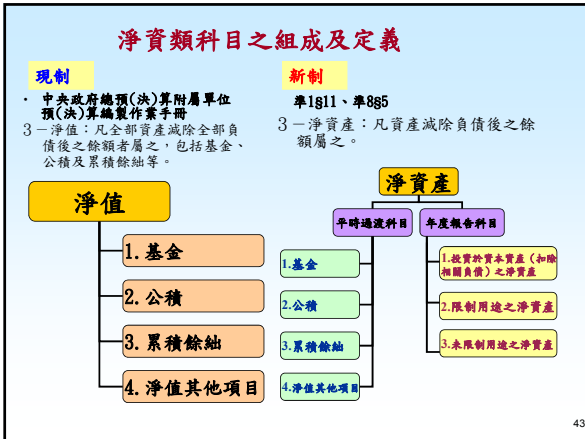 淨資類科目之組成及定義
現制
• 中央政府總預(決)算附屬單位
預(決)算編製作業手冊
3－淨值：凡全部資產減除全部負
債後之餘額者屬之，包括基金、
公積及累積餘絀等。
淨值
1. 基金
2. 公積
3. 累積餘絀
4. 淨值其他項目
新制
準1§11、準8§5
3－淨資產：凡資產減除負債後之餘
額屬之。
淨資產
平時過渡科目
1.基金
2.公積
3.累積餘絀
4.淨值其他項目
年度報告科目
1.投資於資本資產（扣除
相關負債）之淨資產
2.限制用途之淨資產
3.未限制用途之淨資產
43